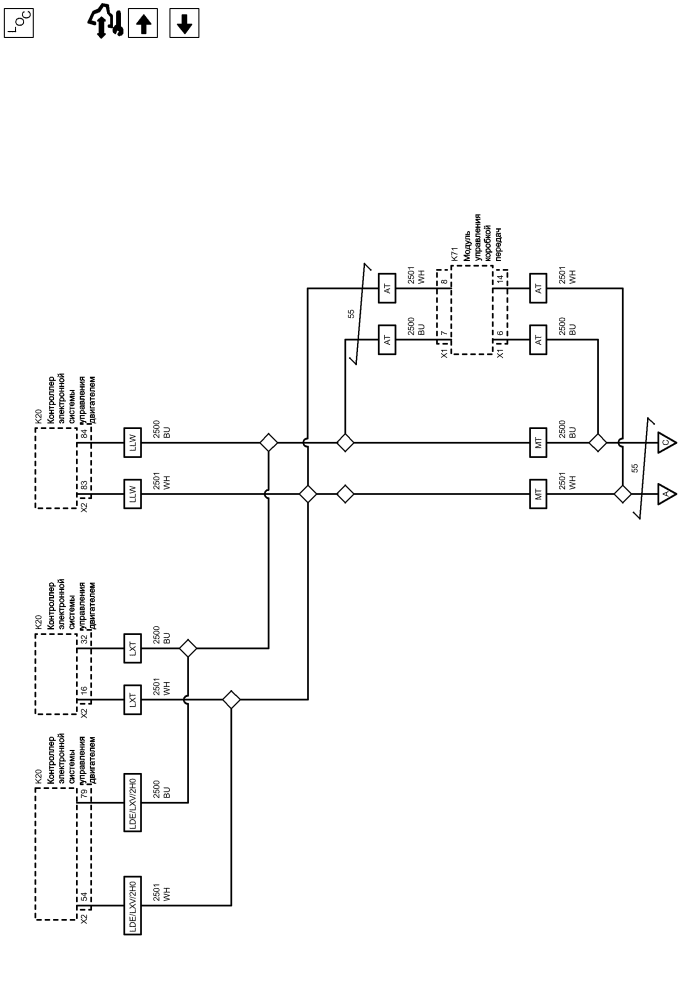 LOC
K71
Модуль
управления
коробкой
передач
55
AT
2501
WH
8
14
AT
2501
WH
AT
2500
BU
X1
7
X1
6
AT
2500
BU
K20
Контроллер
электронной
системы
управления
двигателем
84
LLW
2500
BU
MT
2500
BU
C
X2
83
LLW
2501
WH
MT
2501
WH
55
A
K20
Контроллер
электронной
системы
управления
двигателем
32
LXT
2500
BU
X2
16
LXT
2501
WH
K20
Контроллер
электронной
системы
управления
двигателем
79
LDE/LXV/2H0
2500
BU
X2
54
LDE/LXV/2H0
2501
WH